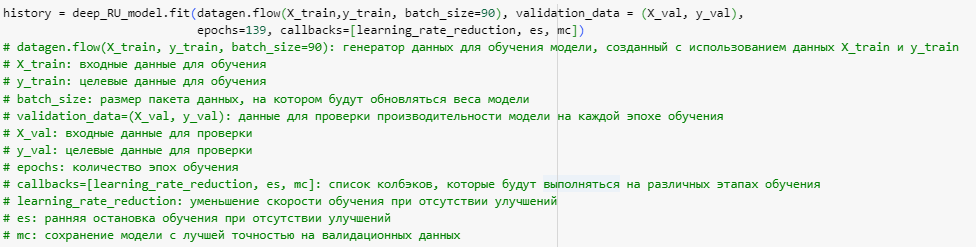 history = deep_RU_model.fit(datagen.flow(X_train,y_train, batch_size=90), validation_data = (X_val, y_val),
epochs=139, callbacks=[learning_rate_reduction, es, mc])
# datagen.flow(X_train, y_train, batch_size=90): генератор данных для обучения модели, созданный с использованием данных X_train и y_train
# X_train: входные данные для обучения
# y_train: целевые данные для обучения
# batch_size: размер пакета данных, на котором будут обновляться веса модели
# validation_data=(X_val, y_val): данные для проверки производительности модели на каждой эпохе обучения
# X_val: входные данные для проверки
# y_val: целевые данные для проверки
# epochs: количество эпох обучения
# callbacks=[learning_rate_reduction, es, mc]: список колбэков, которые будут выполняться на различных этапах обучения
# learning_rate_reduction: уменьшение скорости обучения при отсутствии улучшений
# es: ранняя остановка обучения при отсутствии улучшений
# mc: сохранение модели с лучшей точностью на валидационных данных